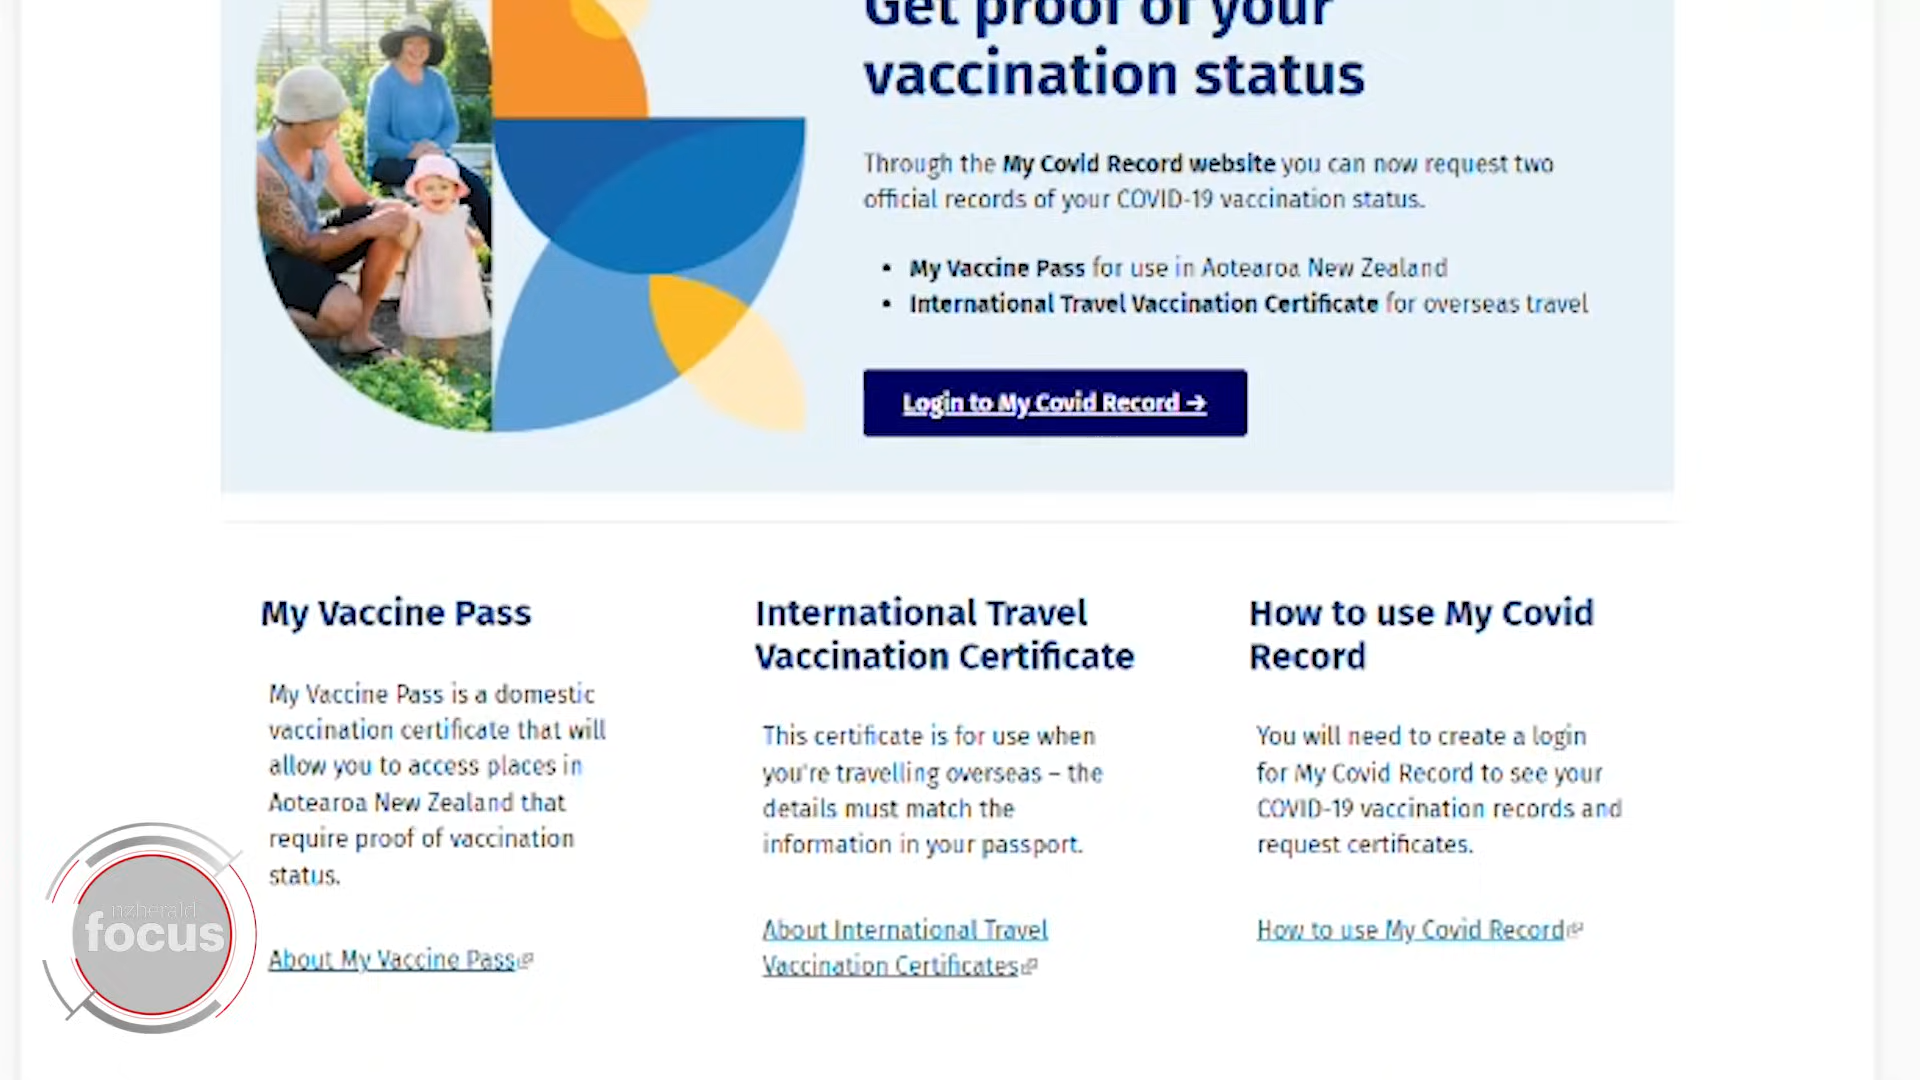 Get proof of your
vaccination status
Through the My Covid Record website you can now request two
official records of your COVID-19 vaccination status.
• My Vaccine Pass for use in Aotearoa New Zealand
• International Travel Vaccination Certificate for overseas travel
Login to My Covid Record →
My Vaccine Pass
My Vaccine Pass is a domestic
vaccination certificate that will
allow you to access places in
Aotearoa New Zealand that
require proof of vaccination
status.
About My Vaccine Pass
International Travel
Vaccination Certificate
This certificate is for use when
you're travelling overseas – the
details must match the
information in your passport.
About International Travel
Vaccination Certificates
How to use My Covid
Record
You will need to create a login
for My Covid Record to see your
COVID-19 vaccination records and
request certificates.
How to use My Covid Record
nzherald
focus